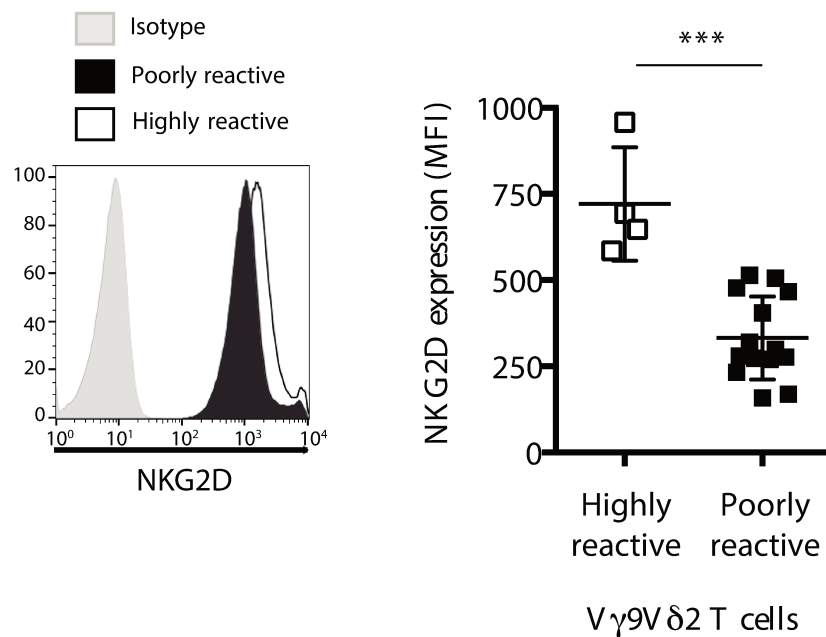 Isotype
Poorly reactive
Highly reactive
100
80
60
40
20
0
10⁰ 10¹ 10² 10³ 10⁴
NKG2D
***
NKG2D expression (MFI)
1000
750
500
250
0
Highly reactive
Poorly reactive
Vγ9Vδ2 T cells